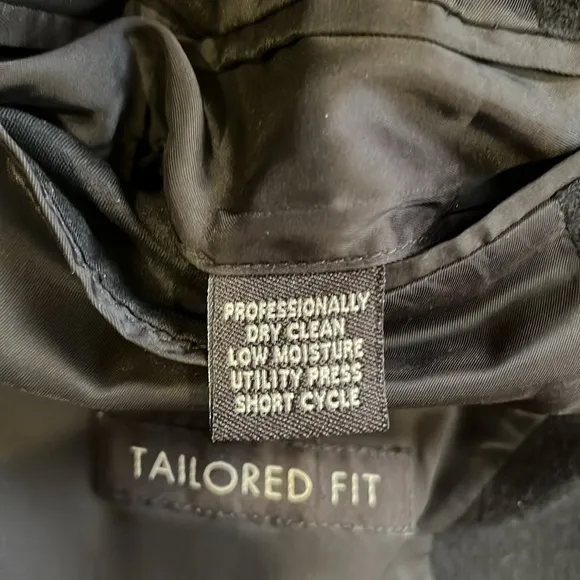 PROFESSIONALLY
DRY CLEAN
LOW MOISTURE
UTILITY PRESS
SHORT CYCLE
TAILORED FIT